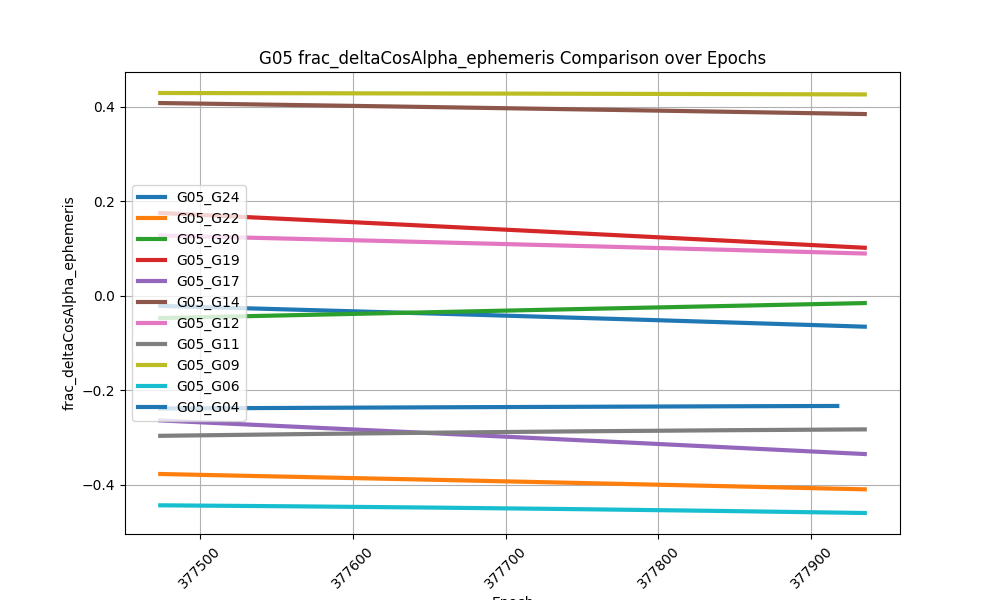 G05 frac_deltaCosAlpha_ephemeris Comparison over Epochs
frac_deltaCosAlpha_ephemeris
0.4
0.2
0.0
−0.2
−0.4
G05_G24
G05_G22
G05_G20
G05_G19
G05_G17
G05_G14
G05_G12
G05_G11
G05_G09
G05_G06
G05_G04
377500
377600
377700
377800
377900
Epoch